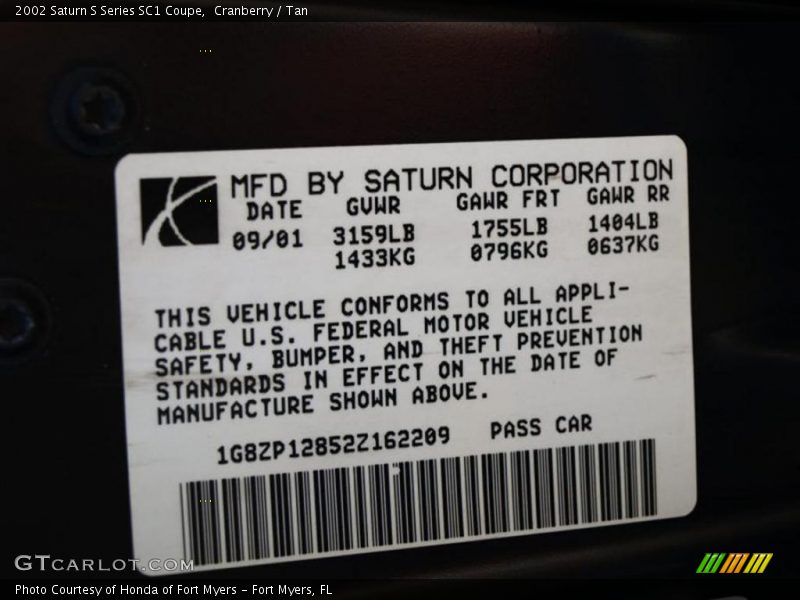 2002 Saturn S Series SC1 Coupe,  Cranberry / Tan
MFD BY SATURN CORPORATION
DATE GVWR GAWR FRT GAWR RR
09/01 3159LB 1755LB 1404LB
1433KG 0796KG 0637KG
THIS VEHICLE CONFORMS TO ALL APPLI-
CABLE U.S. FEDERAL MOTOR VEHICLE
SAFETY, BUMPER, AND THEFT PREVENTION
STANDARDS IN EFFECT ON THE DATE OF
MANUFACTURE SHOWN ABOVE.
1G8ZP12852Z162209 PASS CAR
GTCARLOT.COM
Photo Courtesy of Honda of Fort Myers - Fort Myers, FL